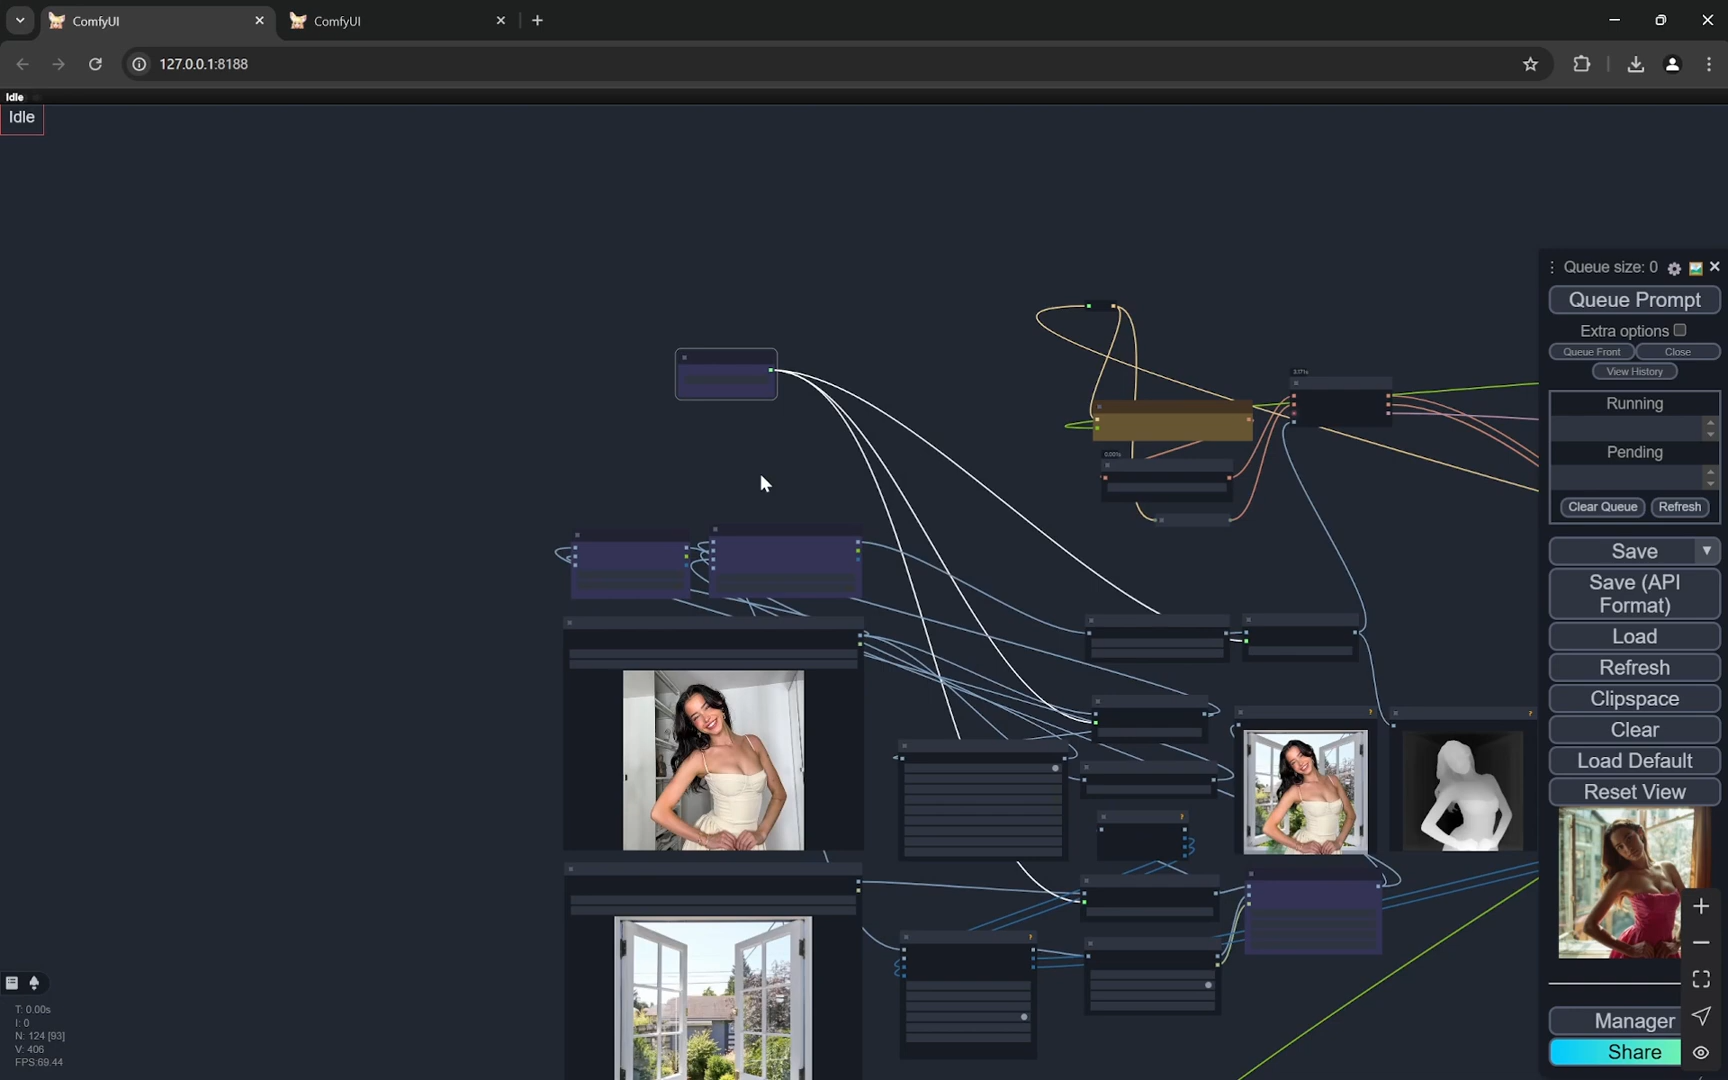 ComfyUI
ComfyUI
127.0.0.1:8188
Idle
Idle
Queue size: 0
Queue Prompt
Extra options
Queue Front
Close
View History
Running
Pending
Clear Queue
Refresh
Save
Save (API
Format)
Load
Refresh
Clipspace
Clear
Load Default
Reset View
Manager
Share
T: 0.00s
I: 0
N: 124 [93]
V: 406
FPS:69.44